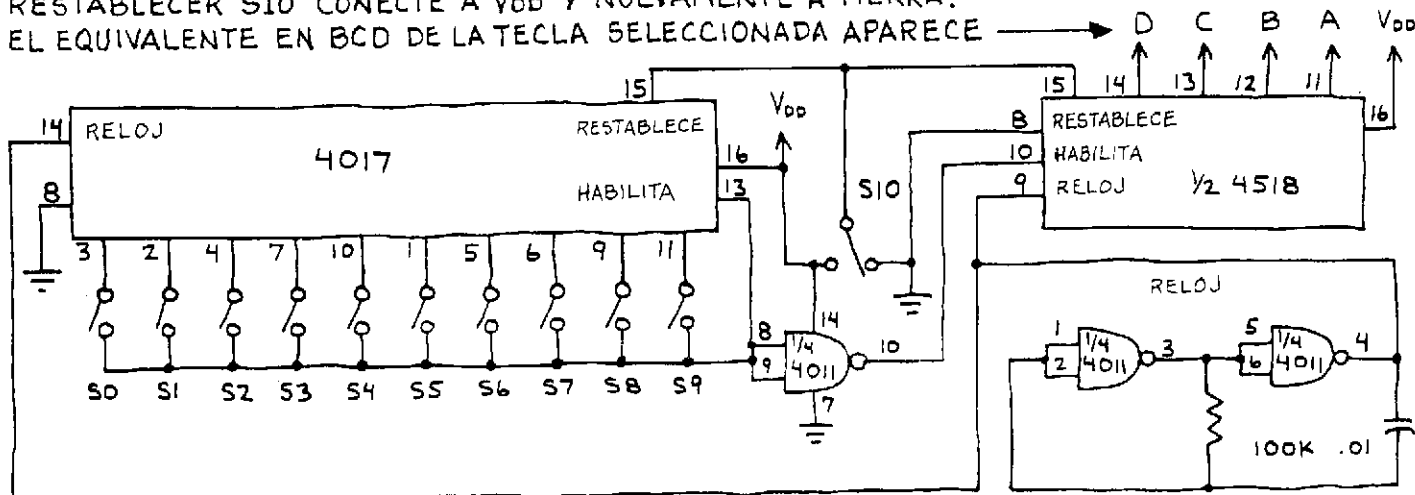 RESTABLECER S10 CONECTE A VDD Y NUEVAMENTE A TIERRA.
EL EQUIVALENTE EN BCD DE LA TECLA SELECCIONADA APARECE
D C B A VDD
15
15 14 13 12 11
14 RELOJ RESTABLECE
4017
VDD
8 RESTABLECE 16
16
10 HABILITA
8 HABILITA 13
S10
9 RELOJ ½ 4518
3 2 4 7 10 1 5 6 9 11
RELOJ
14
8 1/4 10
9 4011
7
1 1/4 3
2 4011
5 1/4 4
6 4011
S0 S1 S2 S3 S4 S5 S6 S7 S8 S9
100K .01